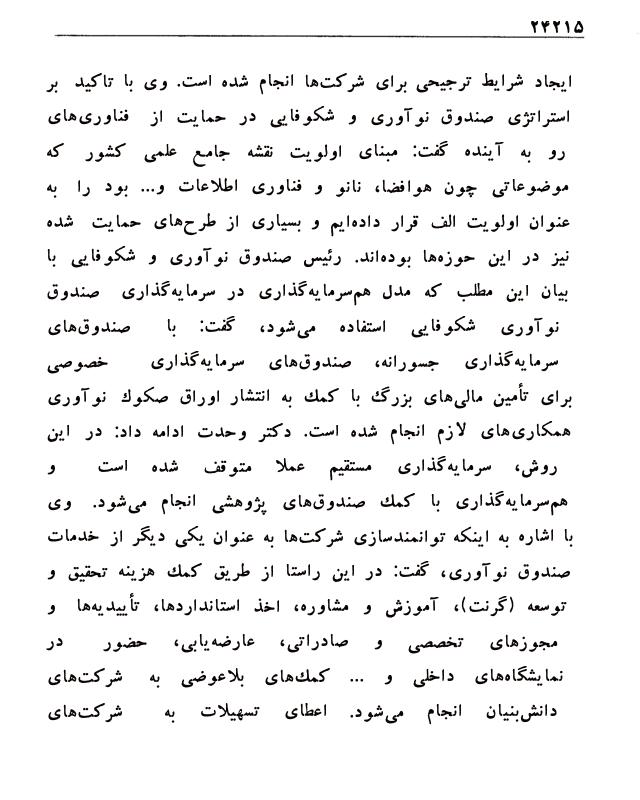 ۲۴۲۱۵
ایجاد شرایط ترجیحی برای شرکت‌ها انجام شده است. وی با تاکید بر
استراتژی صندوق نوآوری و شکوفایی در حمایت از فناوری‌های
رو به آینده گفت: مبنای اولویت نقشه جامع علمی کشور که
موضوعاتی چون هوافضا، نانو و فناوری اطلاعات و... بود را به
عنوان اولویت الف قرار داده‌ایم و بسیاری از طرح‌های حمایت شده
نیز در این حوزه‌ها بوده‌اند. رئیس صندوق نوآوری و شکوفایی با
بیان این مطلب که مدل هم‌سرمایه‌گذاری در سرمایه‌گذاری صندوق
نوآوری شکوفایی استفاده می‌شود، گفت: با صندوق‌های
سرمایه‌گذاری جسورانه، صندوق‌های سرمایه‌گذاری خصوصی
برای تأمین مالی‌های بزرگ با کمك به انتشار اوراق صکوك نوآوری
همکاری‌های لازم انجام شده است. دکتر وحدت ادامه داد: در این
روش، سرمایه‌گذاری مستقیم عملا متوقف شده است و
هم‌سرمایه‌گذاری با کمك صندوق‌های پژوهشی انجام می‌شود. وی
با اشاره به اینکه توانمندسازی شرکت‌ها به عنوان یکی دیگر از خدمات
صندوق نوآوری، گفت: در این راستا از طریق کمك هزینه تحقیق و
توسعه (گرنت)، آموزش و مشاوره، اخذ استانداردها، تأییدیه‌ها و
مجوزهای تخصصی و صادراتی، عارضه‌یابی، حضور در
نمایشگاه‌های داخلی و ... کمك‌های بلاعوضی به شرکت‌های
دانش‌بنیان انجام می‌شود. اعطای تسهیلات به شرکت‌های